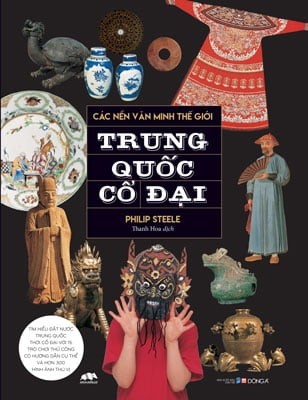 CÁC NỀN VĂN MINH THẾ GIỚI
TRUNG
QUỐC
CỔ ĐẠI
PHILIP STEELE
Thanh Hoa dịch
TÌM HIỂU ĐẤT NƯỚC
TRUNG QUỐC
THỜI CỔ ĐẠI VỚI 15
TRÒ CHƠI THỦ CÔNG
CÓ HƯỚNG DẪN CỤ THỂ
VÀ HƠN 300
HÌNH ẢNH THÚ VỊ
ĐÔNG A